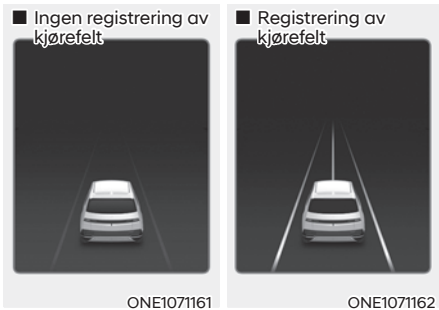 ■ Ingen registrering av
kjørefelt
ONE1071161
■ Registrering av
kjørefelt
ONE1071162